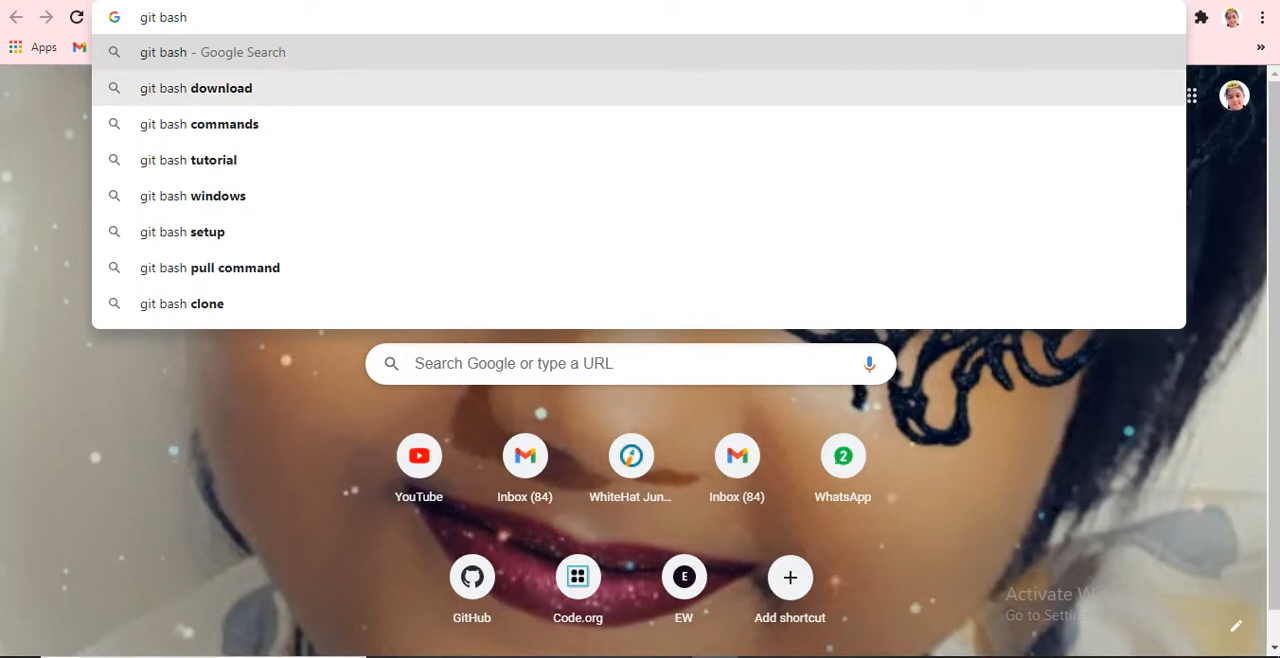 git bash
Apps
»
git bash - Google Search
git bash download
git bash commands
git bash tutorial
git bash windows
git bash setup
git bash pull command
git bash clone
Search Google or type a URL
YouTube
Inbox (84)
WhiteHat Jun...
Inbox (84)
2
WhatsApp
E
GitHub
Code.org
EW
Add shortcut
Activate
Go to